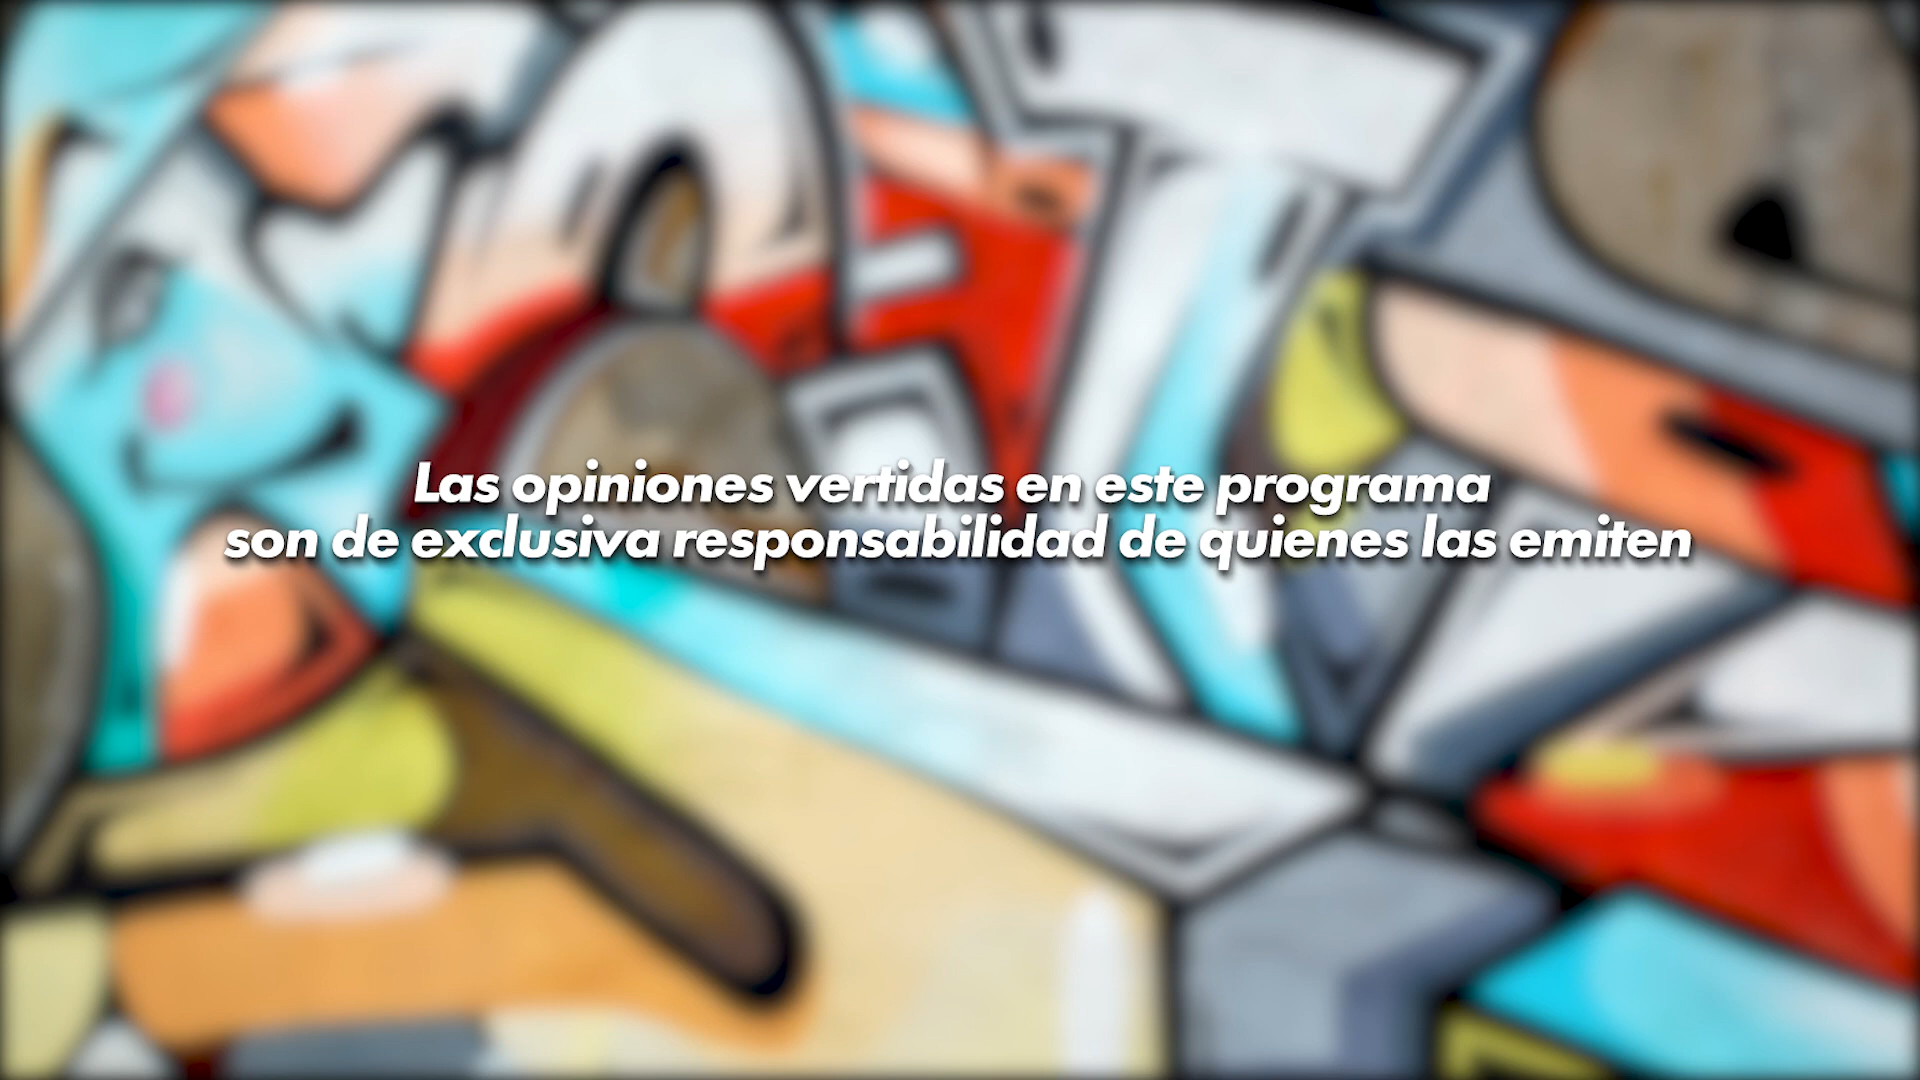 Las opiniones vertidas en este programa
son de exclusiva responsabilidad de quienes las emiten